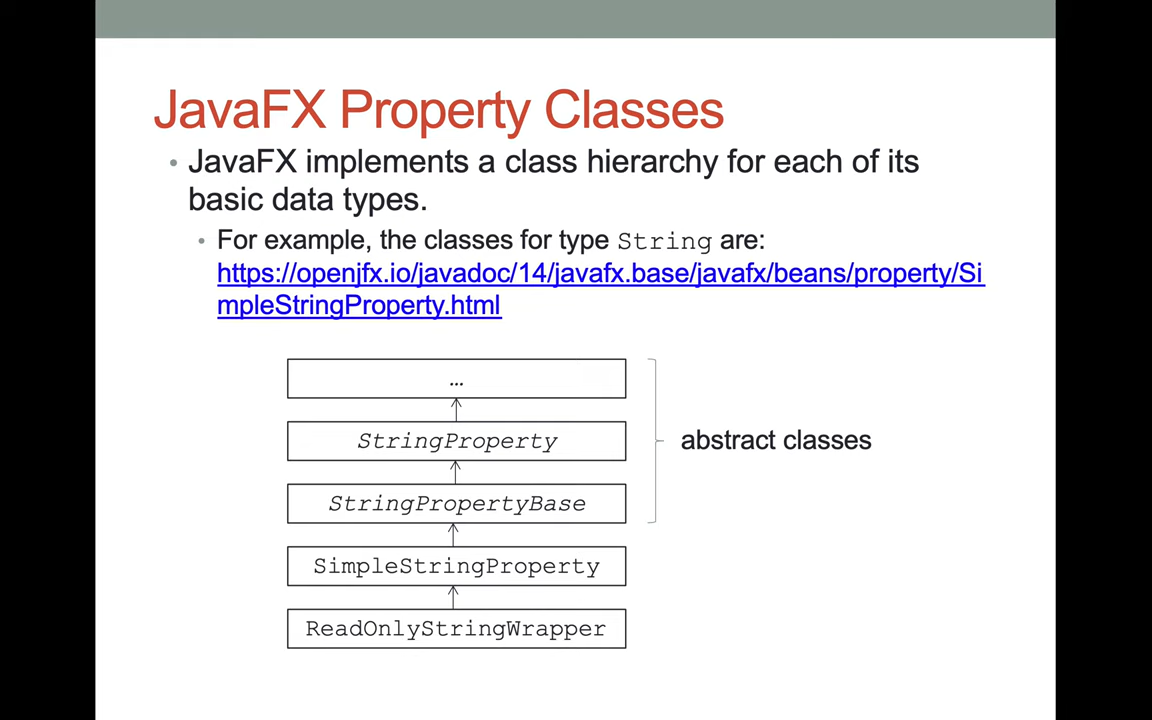 JavaFX Property Classes
• JavaFX implements a class hierarchy for each of its
basic data types.
• For example, the classes for type String are:
https://openjfx.io/javadoc/14/javafx.base/javafx/beans/property/Si
mpleStringProperty.html
…
StringProperty
abstract classes
StringPropertyBase
SimpleStringProperty
ReadOnlyStringWrapper